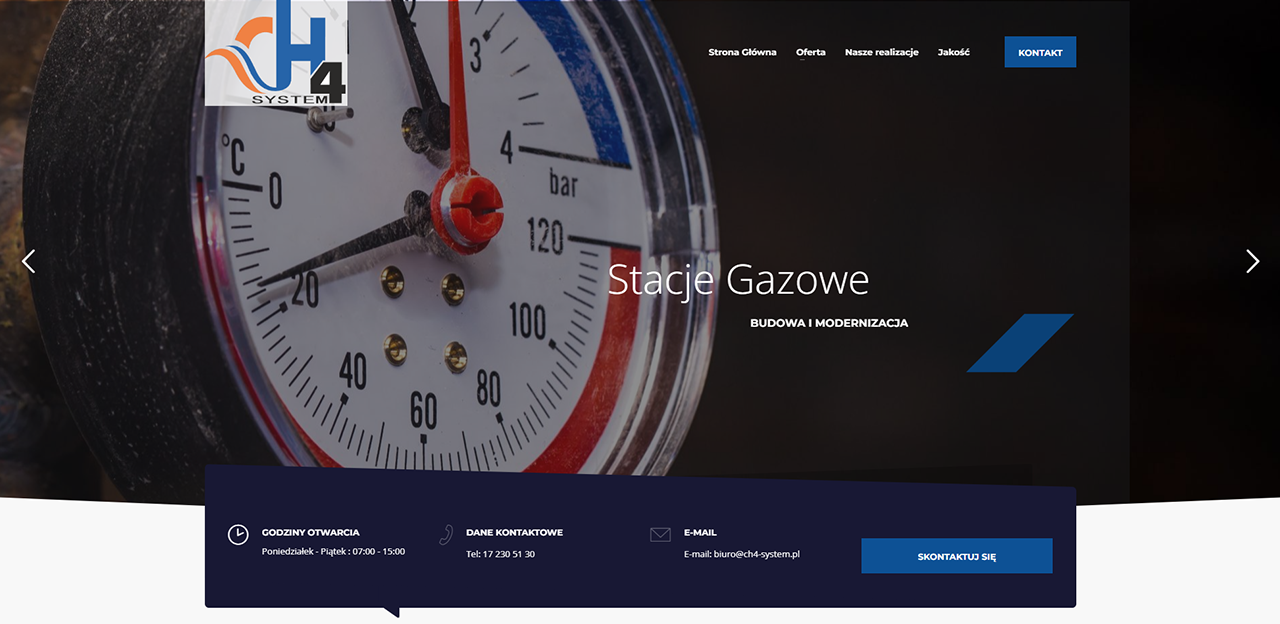 CH4
SYSTEM
Strona Główna
Oferta
Nasze realizacje
Jakość
KONTAKT
3
4
bar
°C
0
120
20
100
40
80
60
Stacje Gazowe
BUDOWA I MODERNIZACJA
GODZINY OTWARCIA
Poniedziałek - Piątek : 07:00 - 15:00
DANE KONTAKTOWE
Tel: 17 230 51 30
E-MAIL
E-mail: biuro@ch4-system.pl
SKONTAKTUJ SIĘ